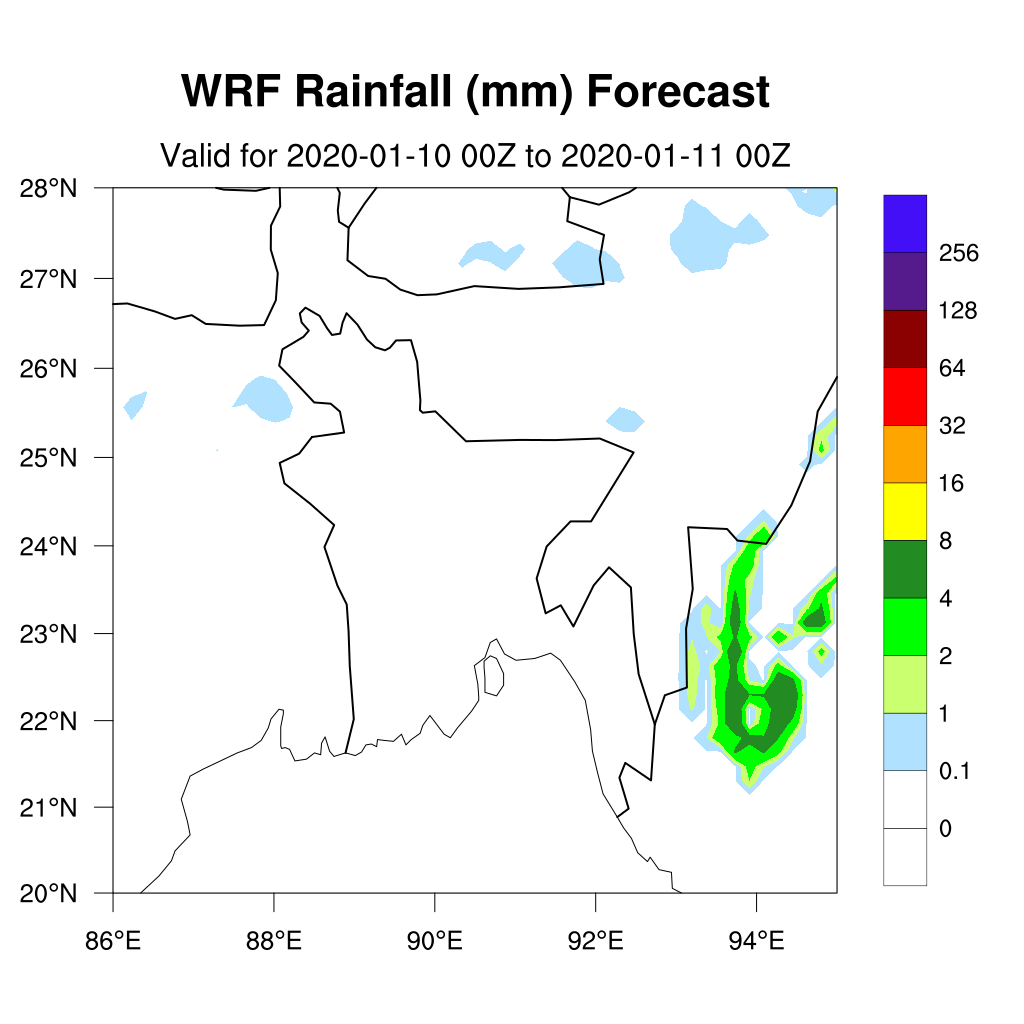 WRF Rainfall (mm) Forecast
Valid for 2020-01-10 00Z to 2020-01-11 00Z
28°N
27°N
26°N
25°N
24°N
23°N
22°N
21°N
20°N
86°E 88°E 90°E 92°E 94°E
256
128
64
32
16
8
4
2
1
0.1
0